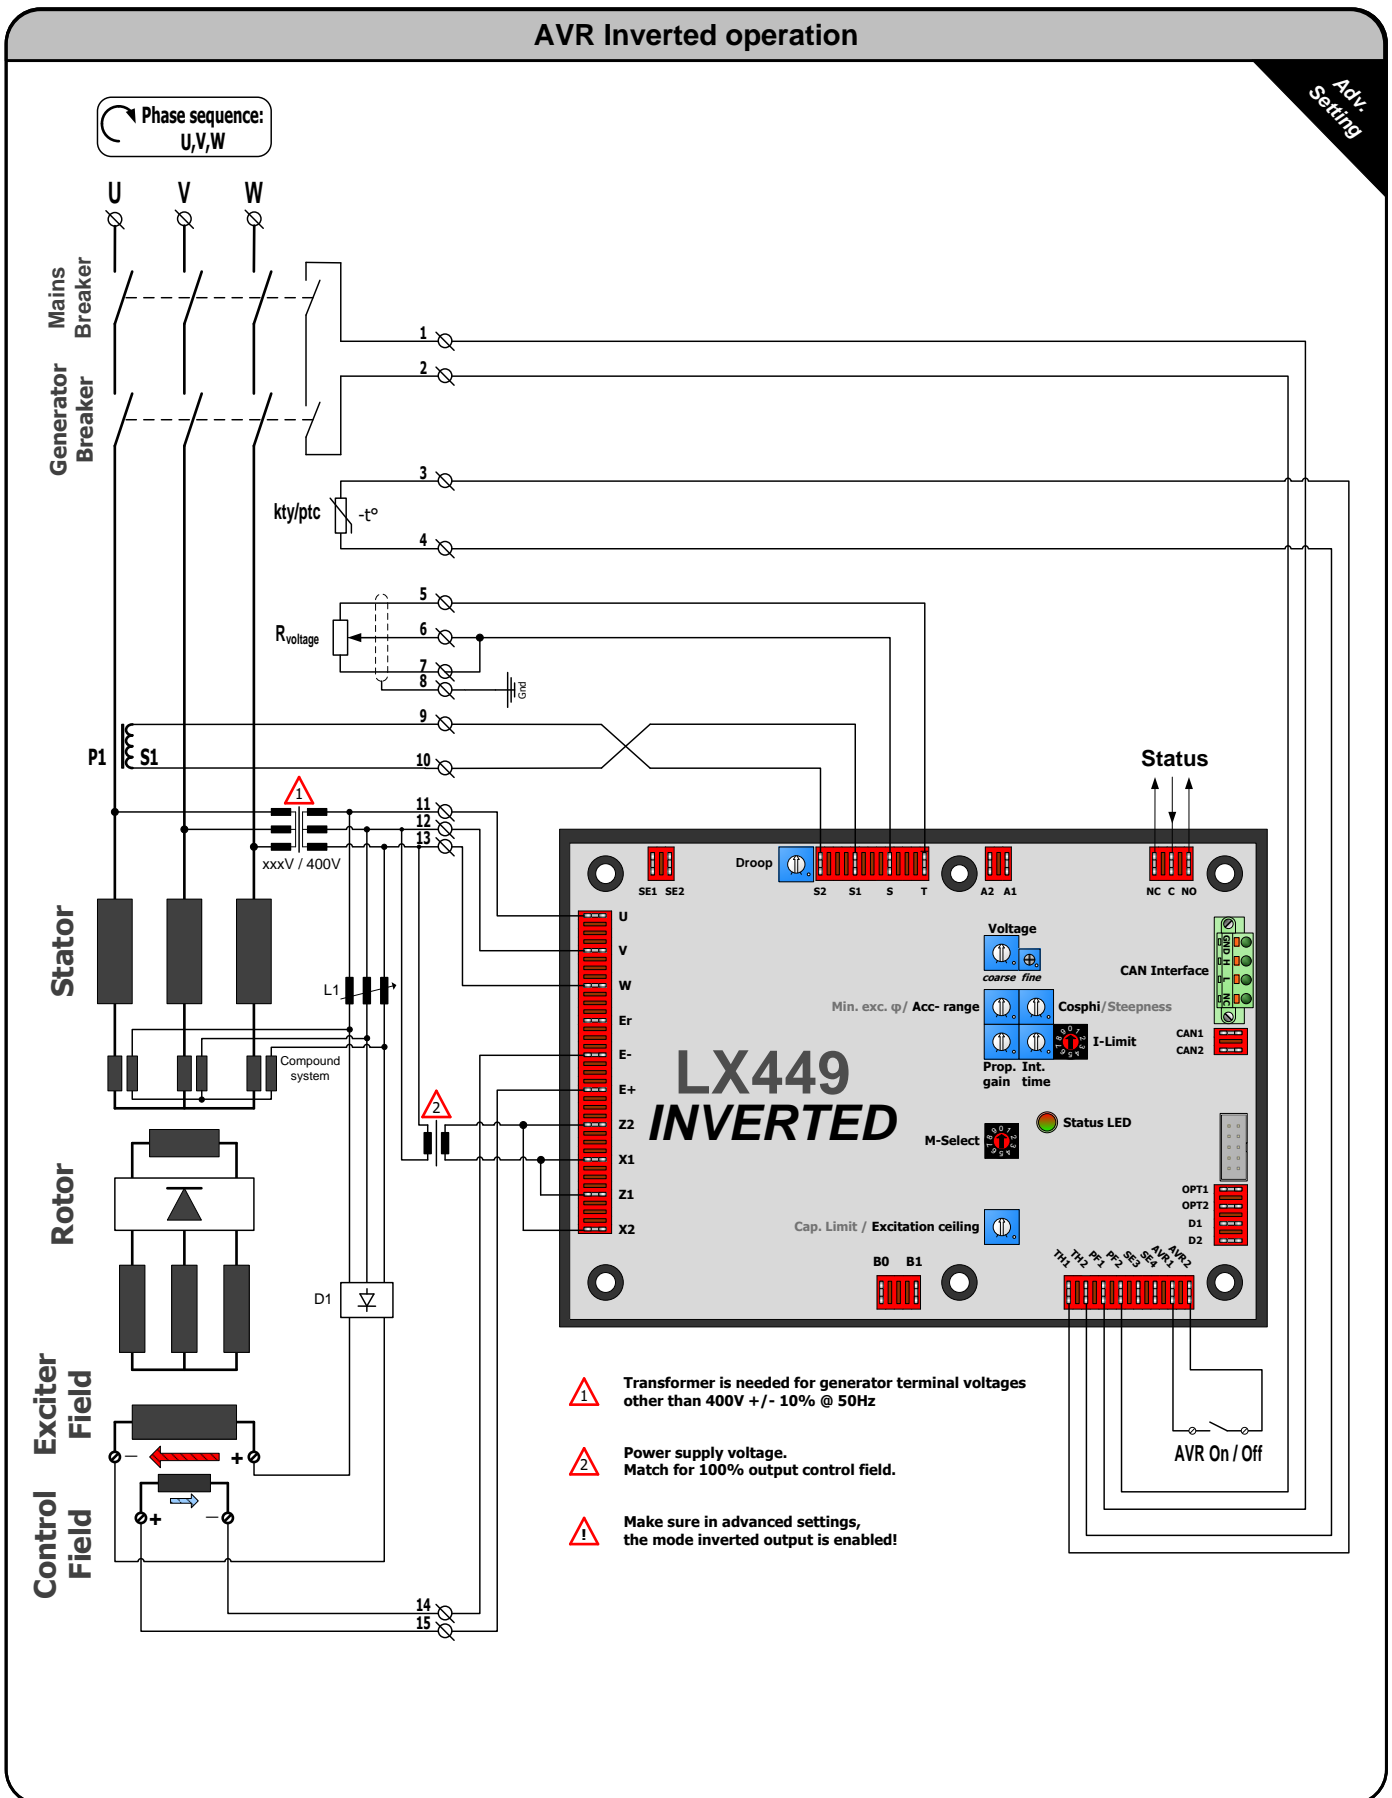 AVR Inverted operation
Adv.
Setting
Phase sequence:
U,V,W
U V W
Mains
Breaker
Generator
Breaker
1
2
3
kty/ptc
-t°
4
5
Rvoltage
6
7
8
Gnd
9
P1 S1
10
Status
1
11
12
13
xxxV / 400V
Droop
SE1 SE2
S2 S1 S T
A2 A1
NC C NO
U
V
W
Er
E-
E+
Z2
X1
Z1
X2
Voltage
coarse fine
CAN Interface
GND
H
L
NC
Min. exc. φ/ Acc- range
Cosphi/Steepness
I-Limit
CAN1
CAN2
Prop. Int.
gain time
LX449
INVERTED
Status LED
M-Select
Stator
L1
Compound
system
2
Rotor
OPT1
OPT2
D1
D2
Cap. Limit / Excitation ceiling
B0 B1
TH1 TH2 PF1 PF2 SE3 SE4 AVR1 AVR2
D1
Exciter
Field
− +
Control
Field
+ −
1
Transformer is needed for generator terminal voltages
other than 400V +/- 10% @ 50Hz
2
Power supply voltage.
Match for 100% output control field.
!
Make sure in advanced settings,
the mode inverted output is enabled!
AVR On / Off
14
15